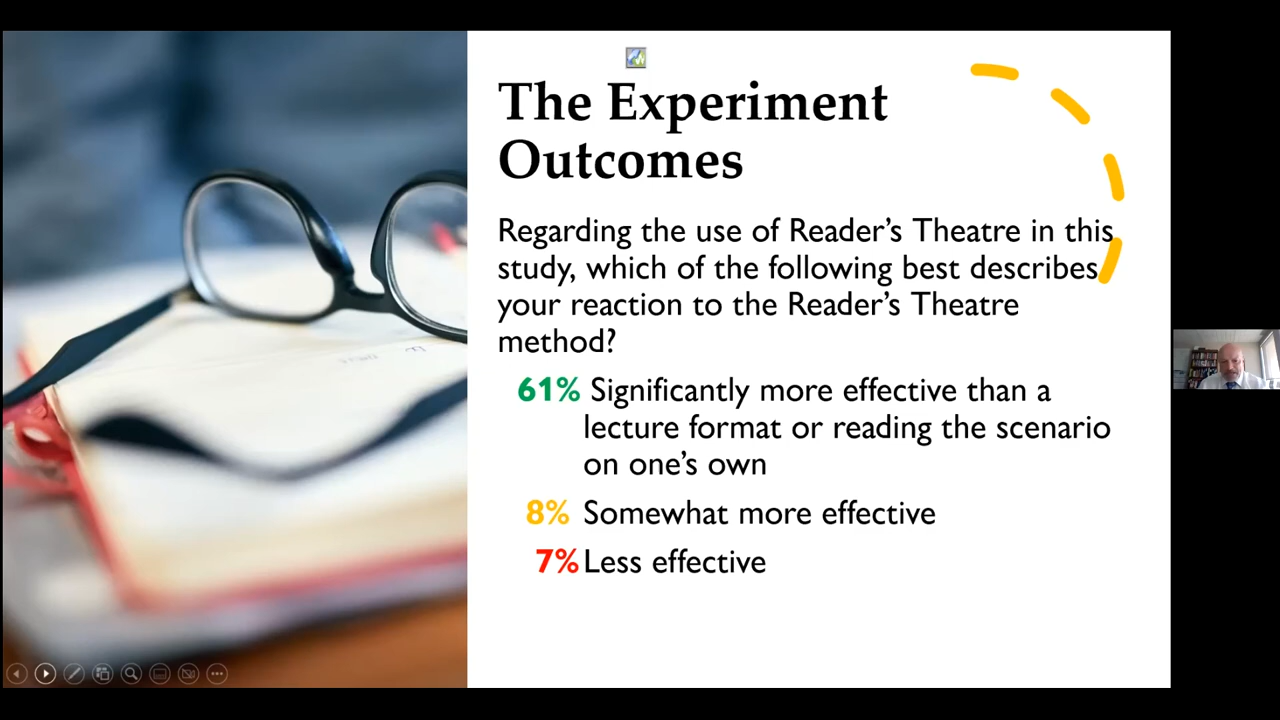 The Experiment
Outcomes
Regarding the use of Reader’s Theatre in this
study, which of the following best describes
your reaction to the Reader’s Theatre
method?
61% Significantly more effective than a
lecture format or reading the scenario
on one’s own
8% Somewhat more effective
7% Less effective